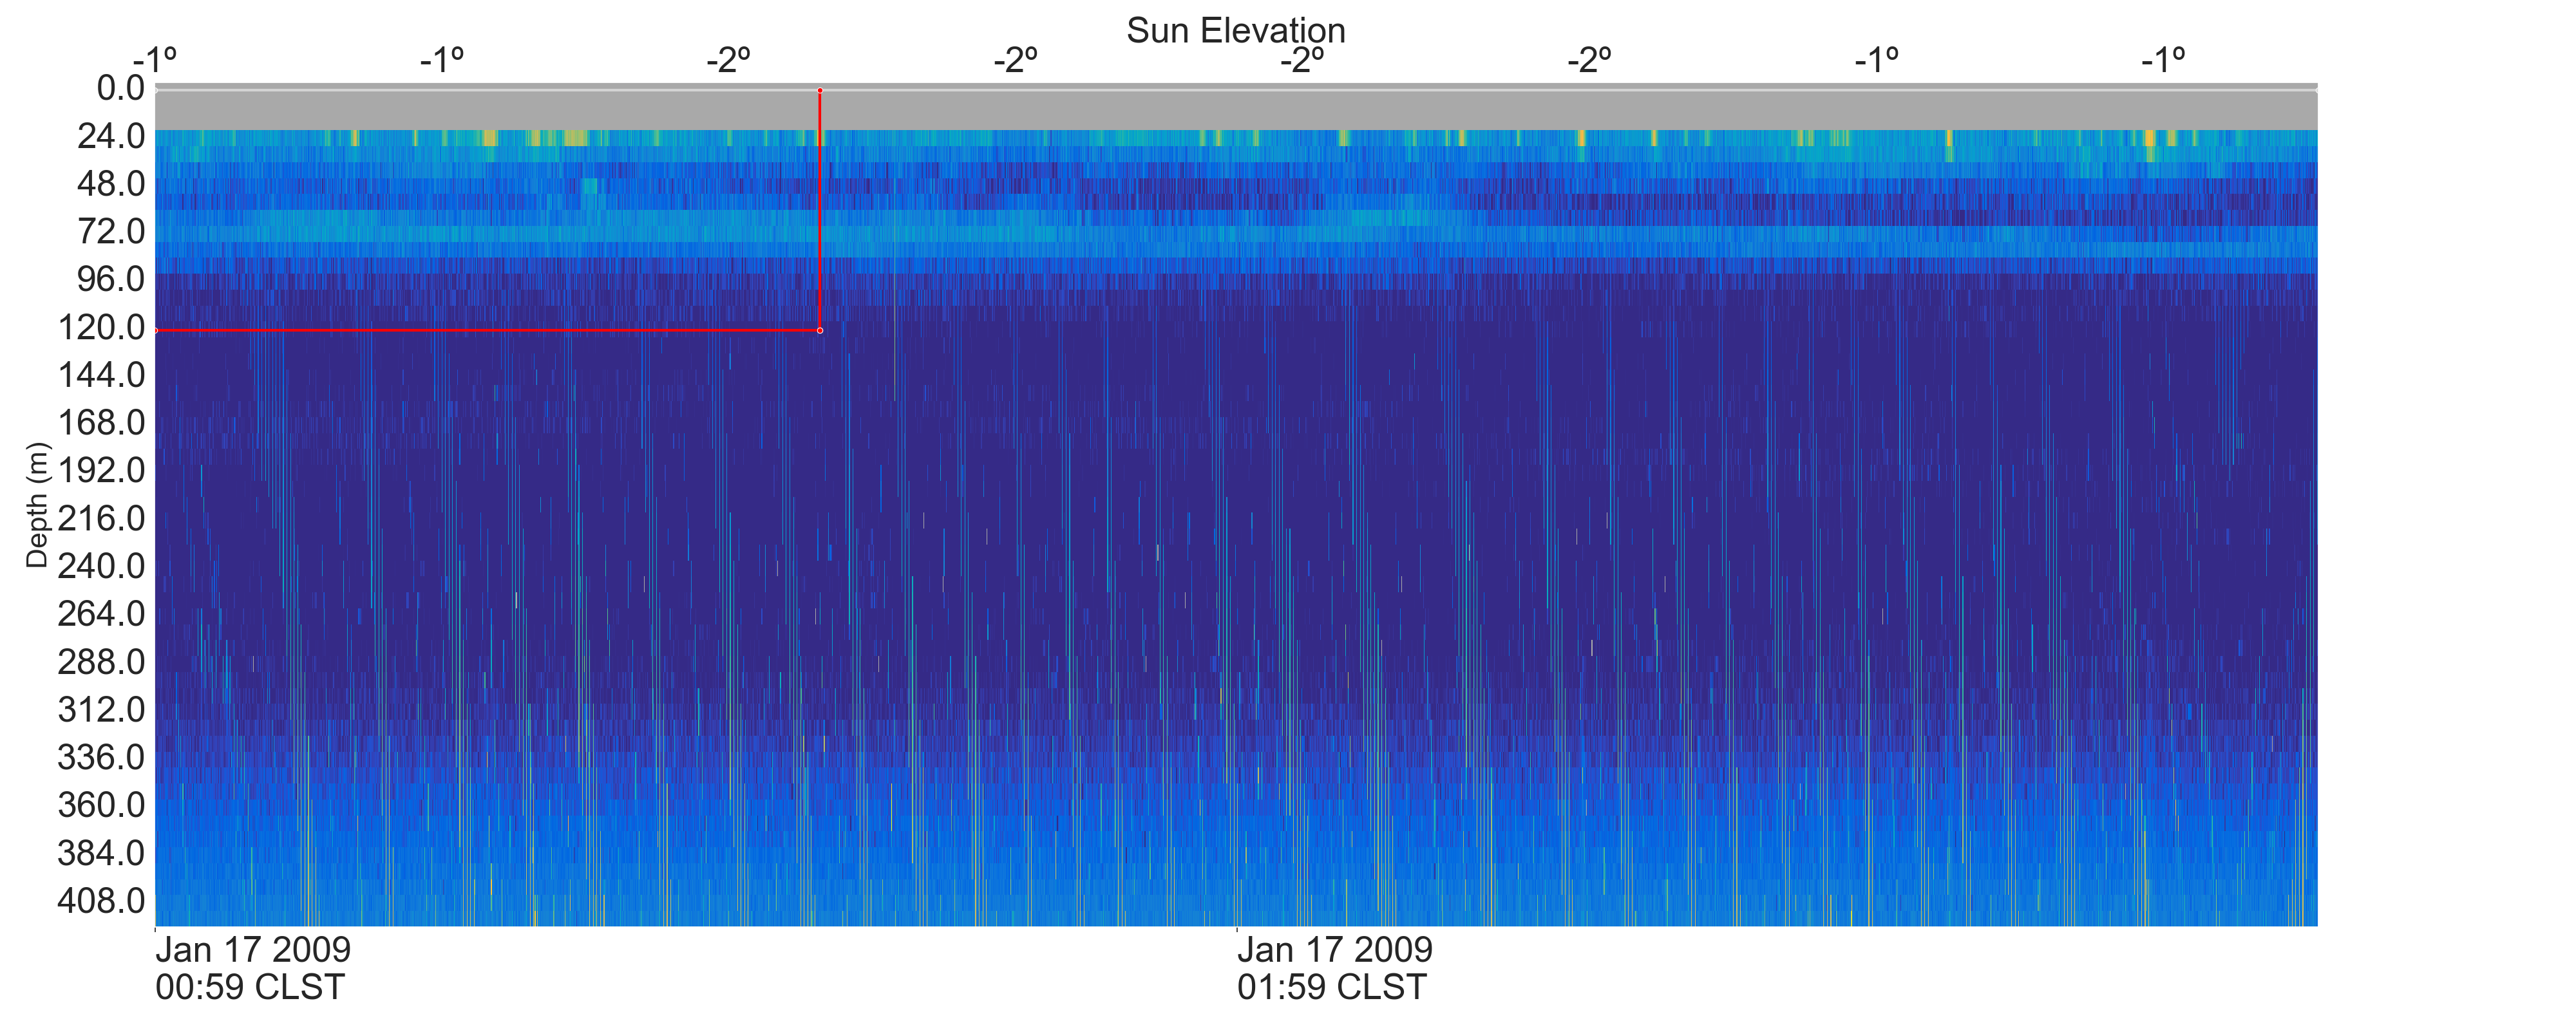 Sun Elevation
-1º -1º -2º -2º -2º -2º -1º -1º
0.0
24.0
48.0
72.0
96.0
120.0
144.0
168.0
192.0
216.0
240.0
264.0
288.0
312.0
336.0
360.0
384.0
408.0
Depth (m)
Jan 17 2009
00:59 CLST
Jan 17 2009
01:59 CLST